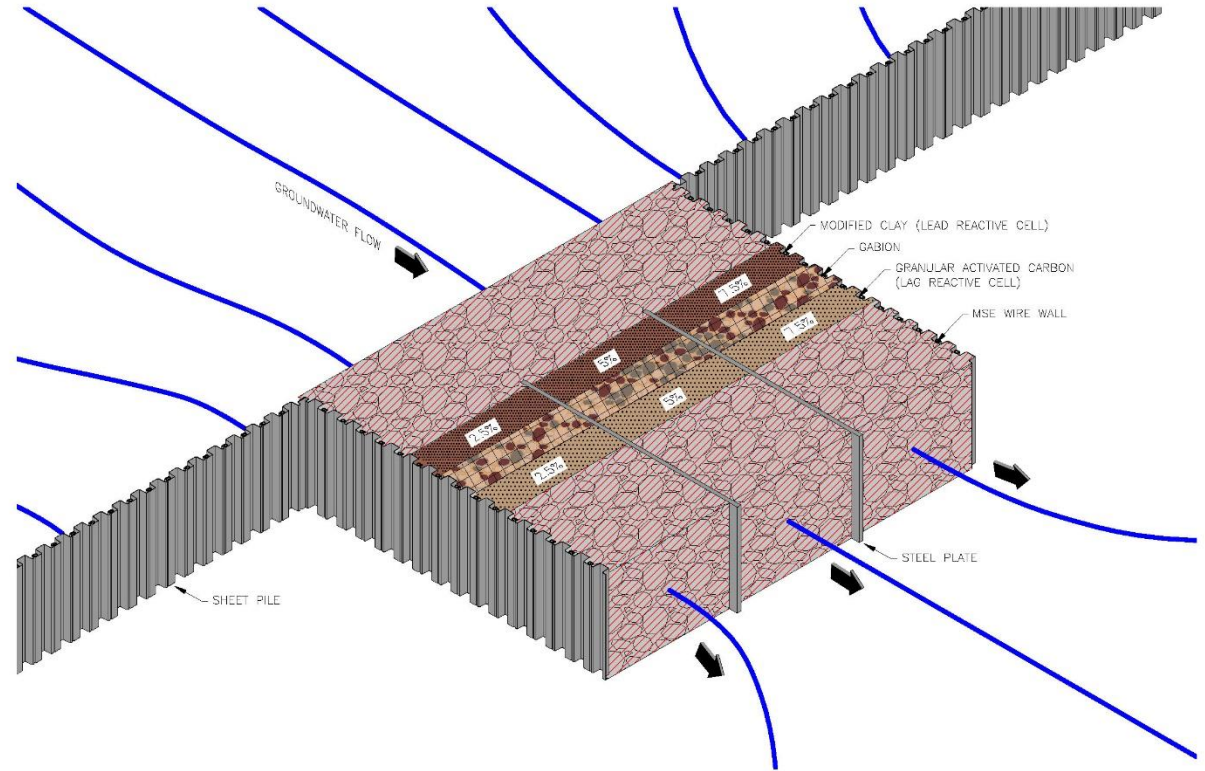 GROUNDWATER FLOW
MODIFIED CLAY (LEAD REACTIVE CELL)
GABION
GRANULAR ACTIVATED CARBON
(LAG REACTIVE CELL)
MSE WIRE WALL
7.5%
7.5%
5%
5%
2.5%
2.5%
STEEL PLATE
SHEET PILE